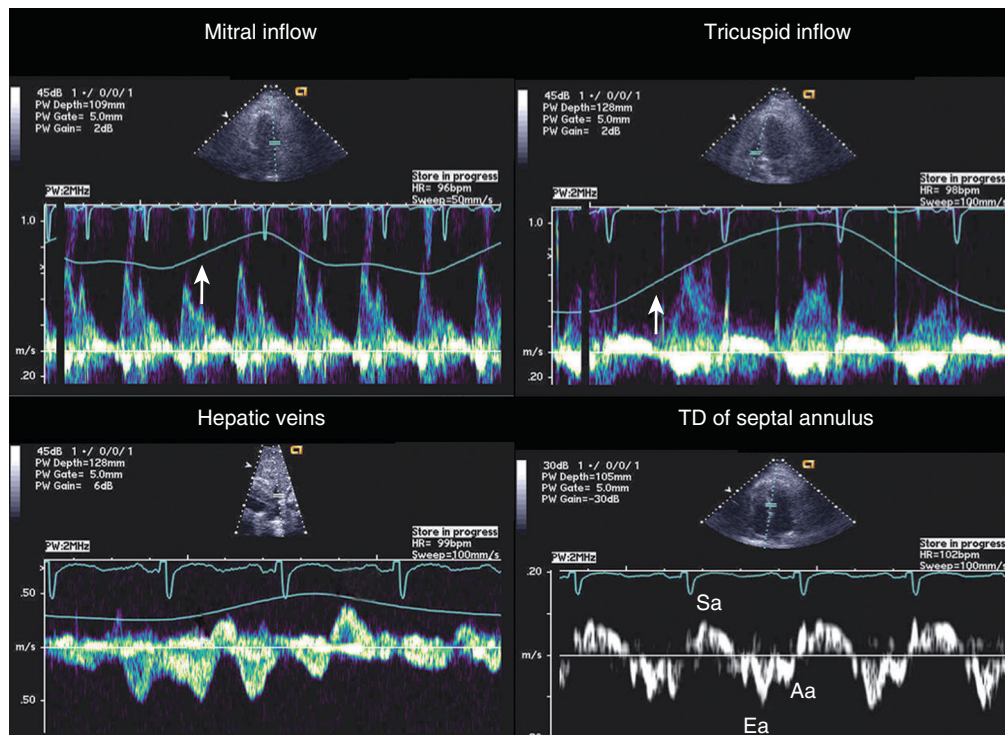 Mitral inflow
45dB 1 •/ 0/0/ 1
PW Depth=109mm
PW Gate= 5.0mm
PW Gain= 2dB
Store in progress
HR= 96bpm
Sweep=50mm/s
PW:2MHz
1.0
m/s
.20
Tricuspid inflow
45dB 1 •/ 0/0/ 1
PW Depth=128mm
PW Gate= 5.0mm
PW Gain= 2dB
Store in progress
HR= 98bpm
Sweep=100mm/s
PW:2MHz
1.0
m/s
.20
Hepatic veins
45dB 1 •/ 0/0/ 1
PW Depth=128mm
PW Gate= 5.0mm
PW Gain= 6dB
Store in progress
HR= 99bpm
Sweep=100mm/s
PW:2MHz
.50
m/s
.50
TD of septal annulus
30dB 1 •/ 0/0/ 1
PW Depth=105mm
PW Gate= 5.0mm
PW Gain=-30dB
Store in progress
HR=102bpm
Sweep=100mm/s
PW:2MHz
.20
Sa
m/s
Aa
Ea